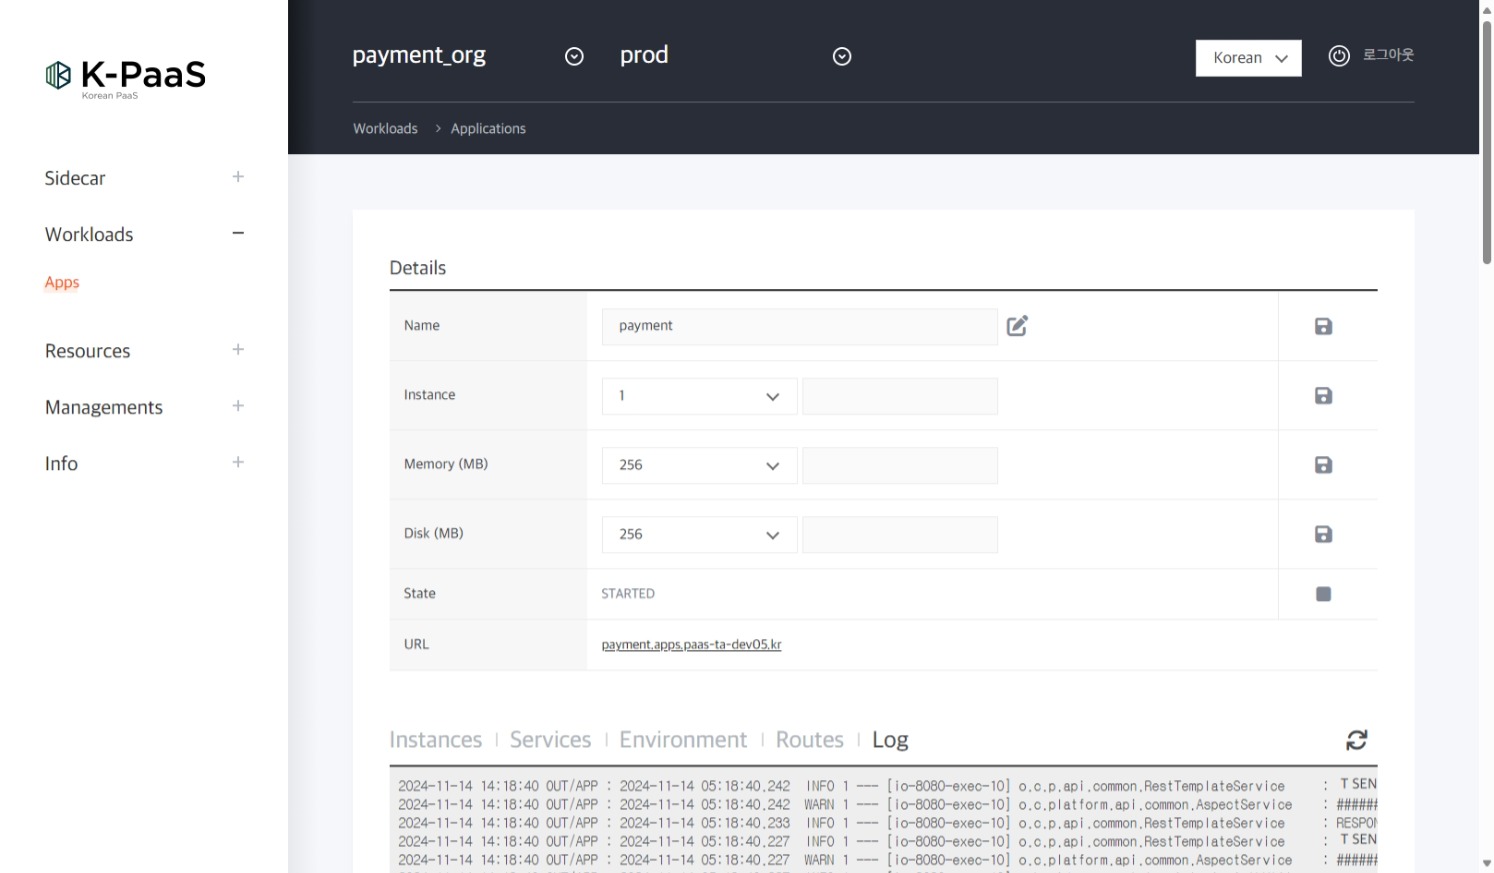 K-PaaS
Korean PaaS
payment_org
prod
Korean
로그아웃
Workloads > Applications
Sidecar +
Workloads −
Apps
Resources +
Managements +
Info +
Details
Name payment
Instance 1
Memory (MB) 256
Disk (MB) 256
State STARTED
URL payment.apps.paas-ta-dev05.kr
Instances | Services | Environment | Routes | Log
2024-11-14 14:18:40 OUT/APP : 2024-11-14 05:18:40.242 INFO 1 --- [io-8080-exec-10] o.c.p.api.common.RestTemplateService : T SEN
2024-11-14 14:18:40 OUT/APP : 2024-11-14 05:18:40.242 WARN 1 --- [io-8080-exec-10] o.c.platform.api.common.AspectService : ######
2024-11-14 14:18:40 OUT/APP : 2024-11-14 05:18:40.233 INFO 1 --- [io-8080-exec-10] o.c.p.api.common.RestTemplateService : RESPON
2024-11-14 14:18:40 OUT/APP : 2024-11-14 05:18:40.227 INFO 1 --- [io-8080-exec-10] o.c.p.api.common.RestTemplateService : T SEN
2024-11-14 14:18:40 OUT/APP : 2024-11-14 05:18:40.227 WARN 1 --- [io-8080-exec-10] o.c.platform.api.common.AspectService : ######